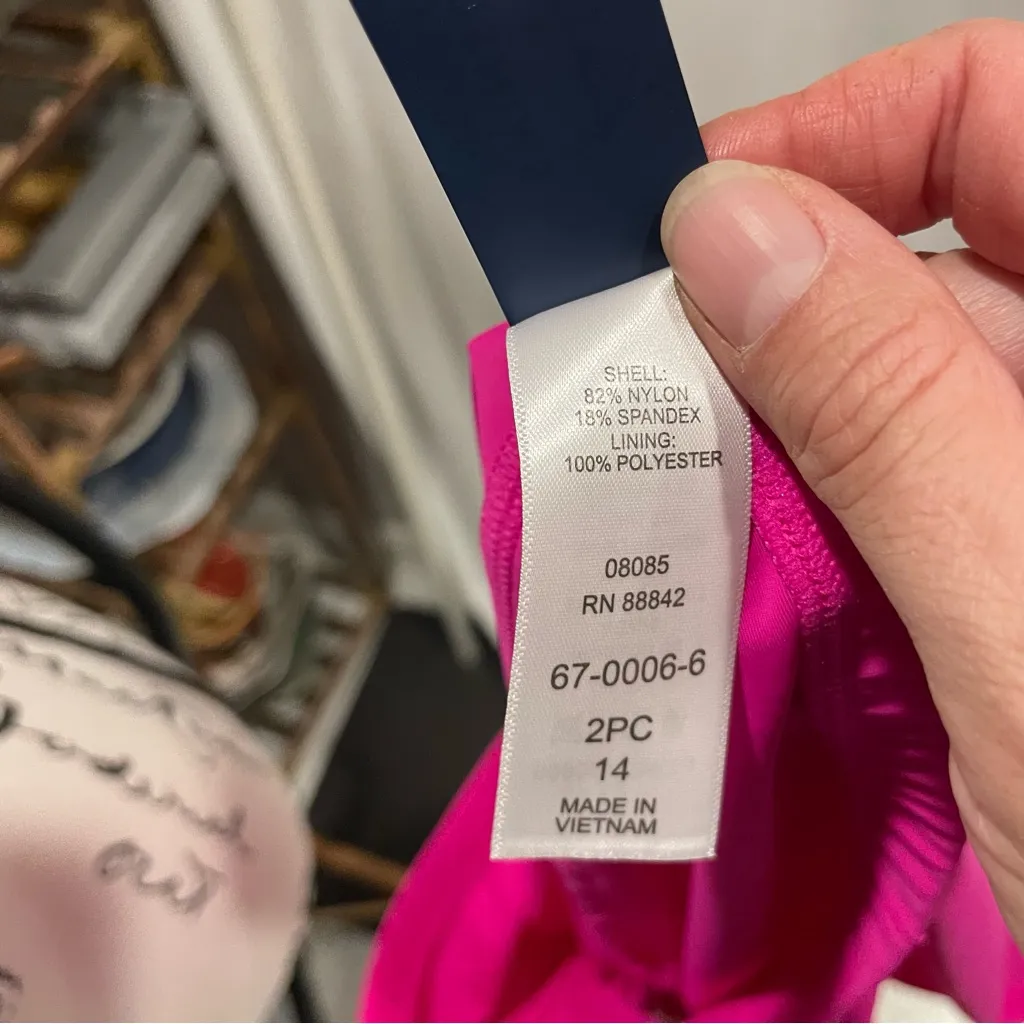 SHELL:
82% NYLON
18% SPANDEX
LINING:
100% POLYESTER
08085
RN 88842
67-0006-6
2PC
14
MADE IN
VIETNAM